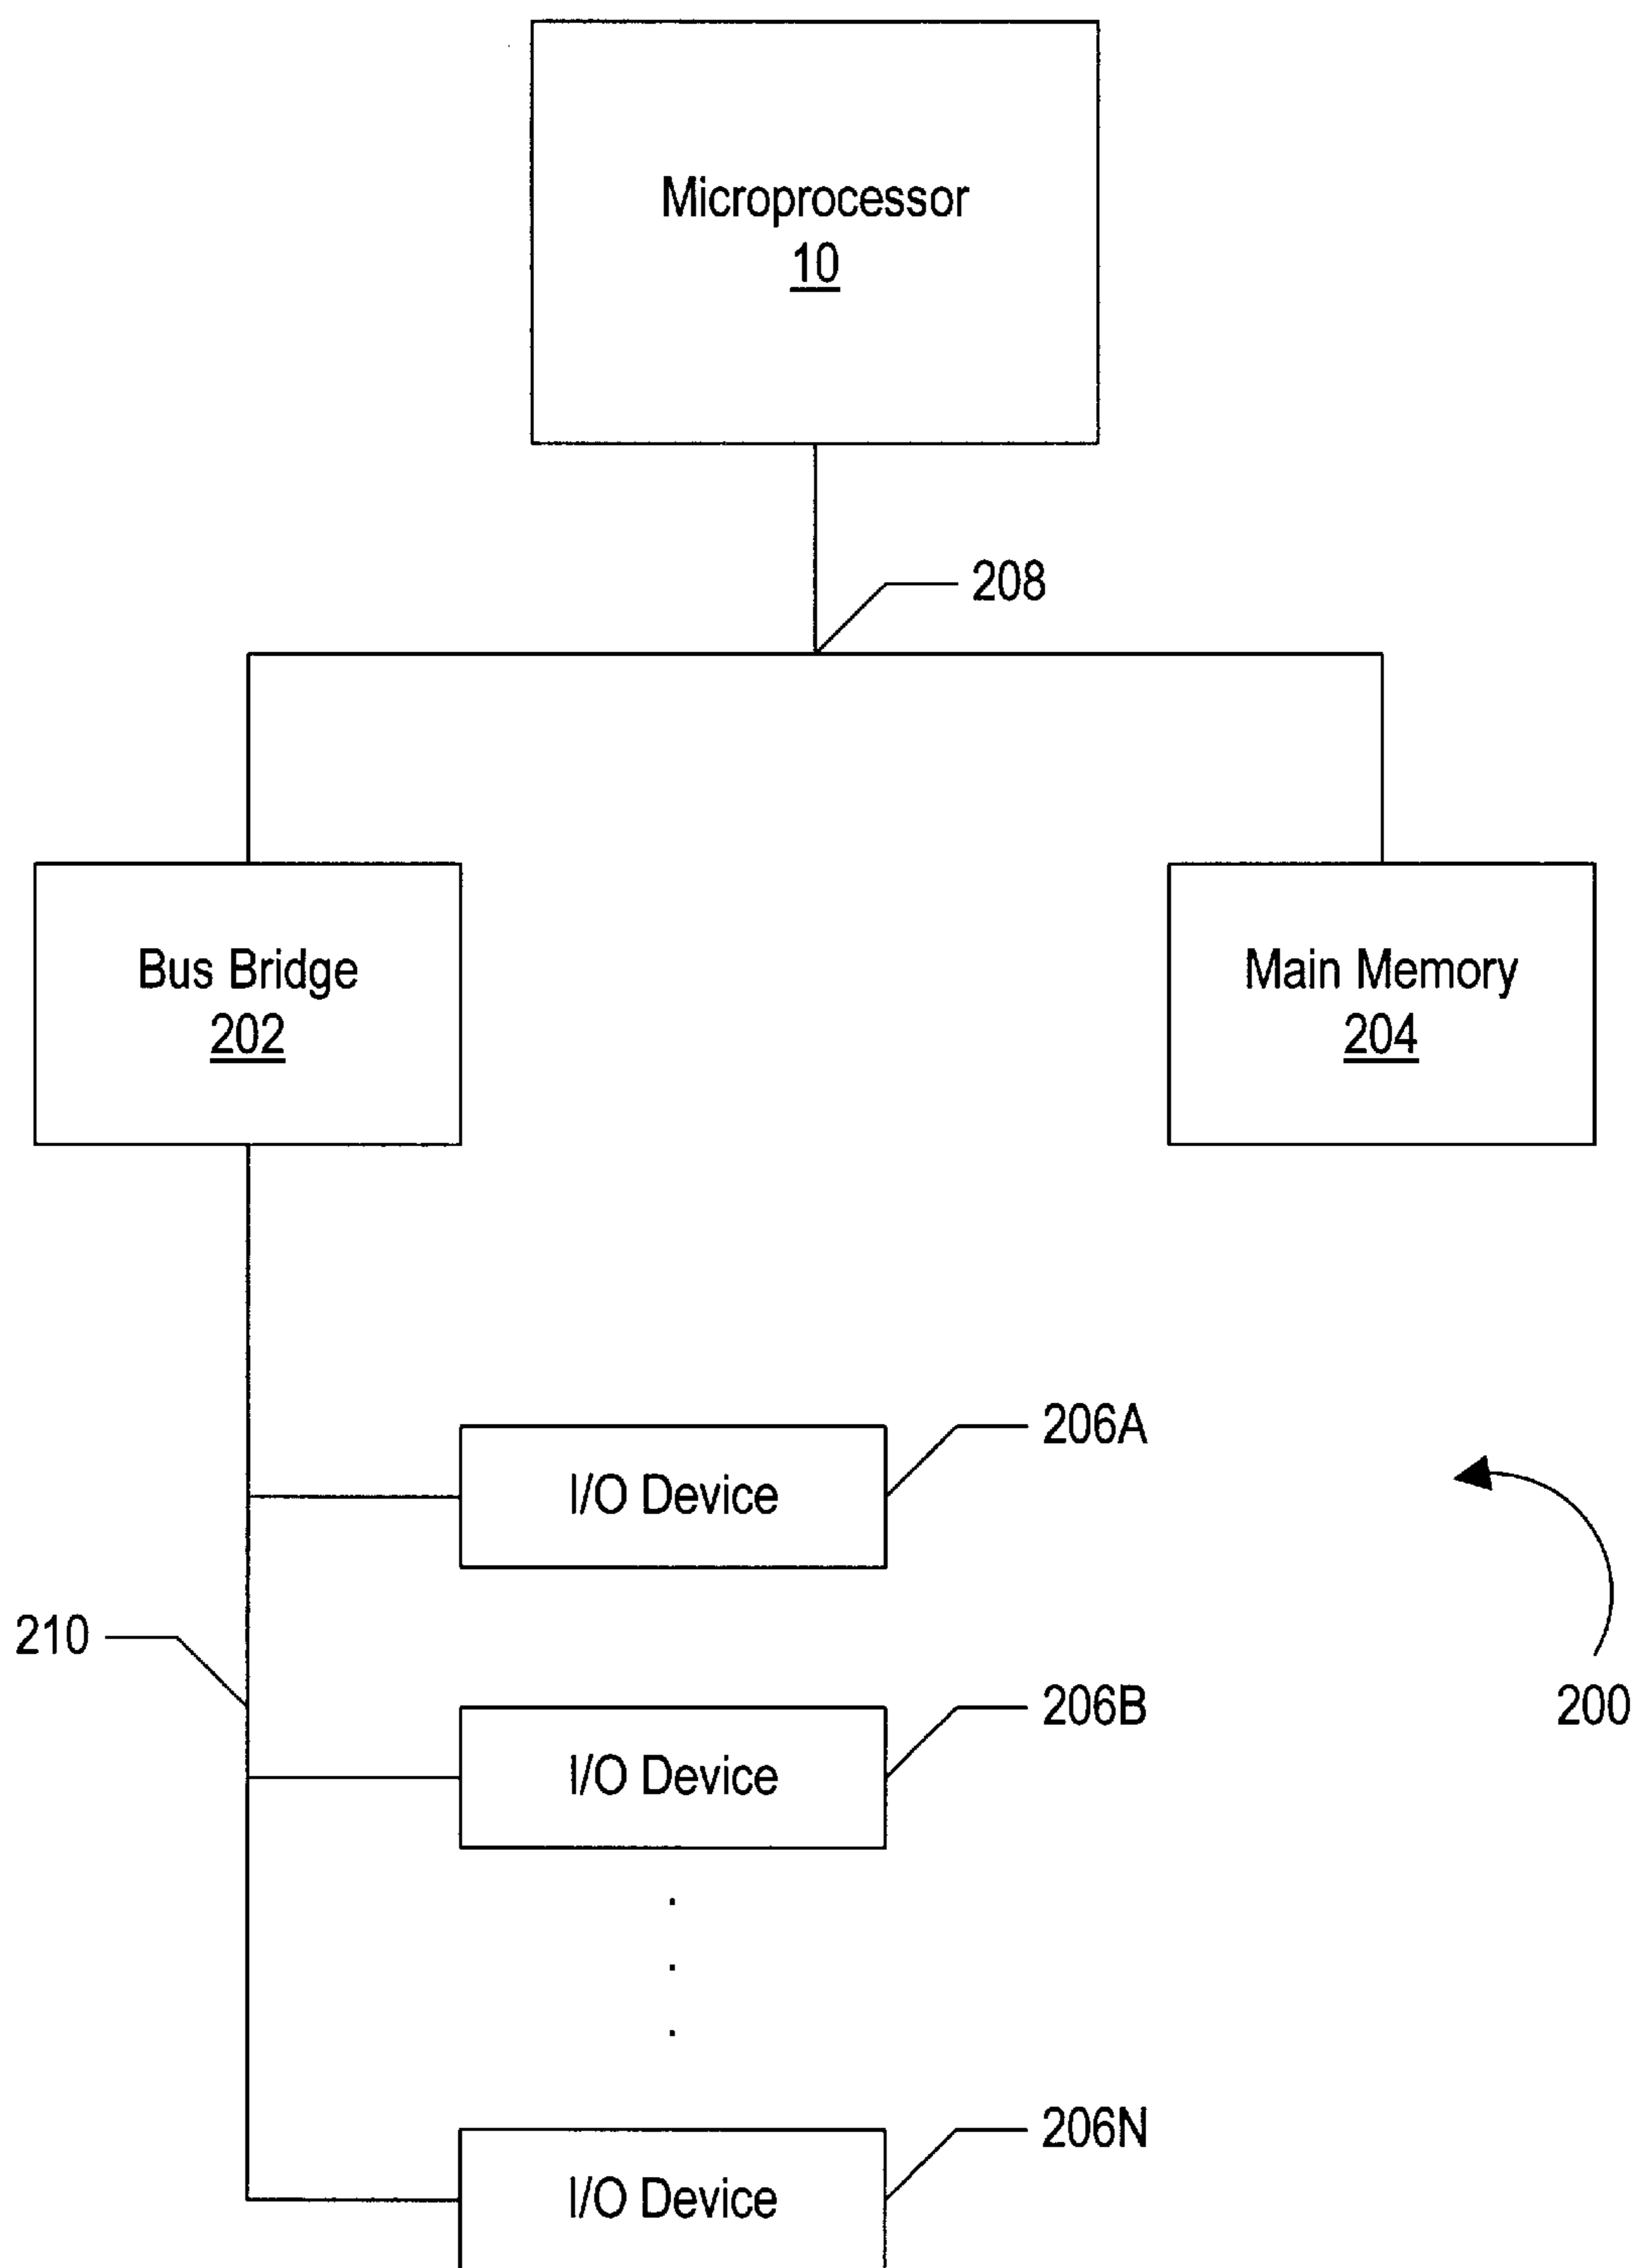 Microprocessor
10
208
Bus Bridge
202
Main Memory
204
206A
I/O Device
210
206B
I/O Device
200
206N
I/O Device